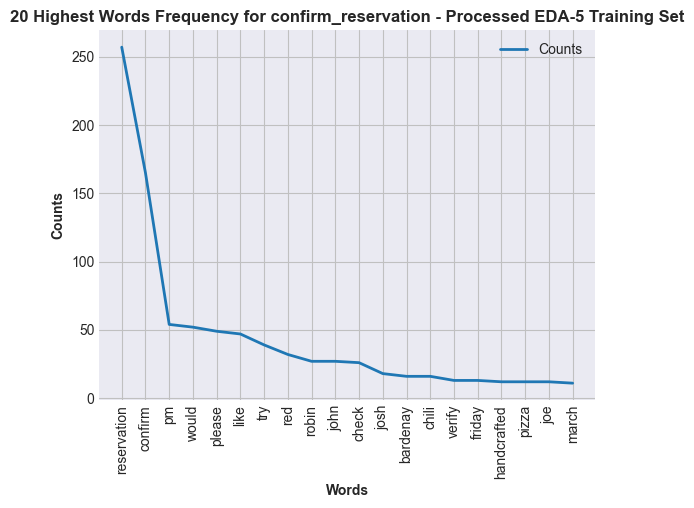 20 Highest Words Frequency for confirm_reservation - Processed EDA-5 Training Set
Counts
250
200
150
100
50
0
Counts
reservation
confirm
pm
would
please
like
try
red
robin
john
check
josh
bardenay
chili
verify
friday
handcrafted
pizza
joe
march
Words